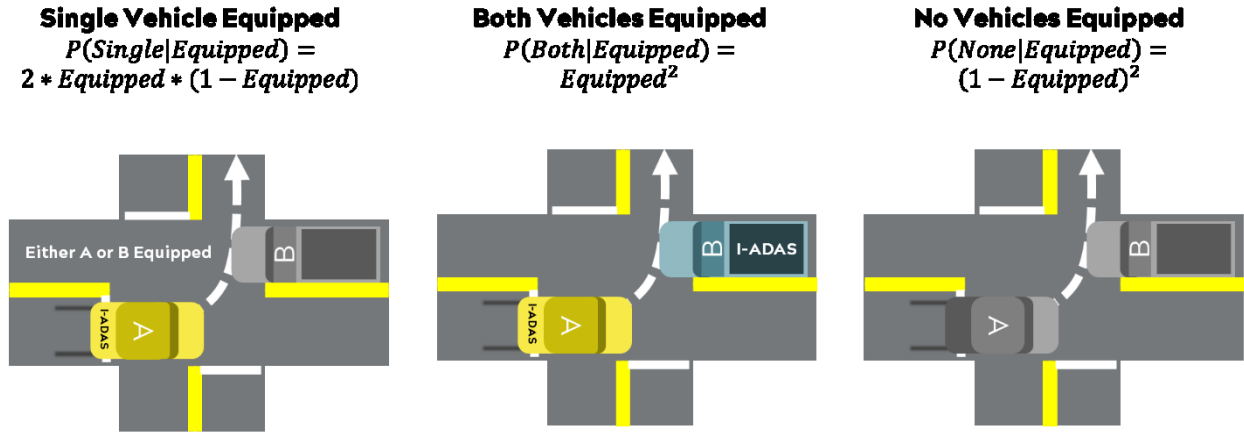 Single Vehicle Equipped
P(Single|Equipped) =
2 * Equipped * (1 − Equipped)
Both Vehicles Equipped
P(Both|Equipped) =
Equipped²
No Vehicles Equipped
P(None|Equipped) =
(1 − Equipped)²
Either A or B Equipped
B
I-ADAS
A
B
I-ADAS
I-ADAS
A
B
A